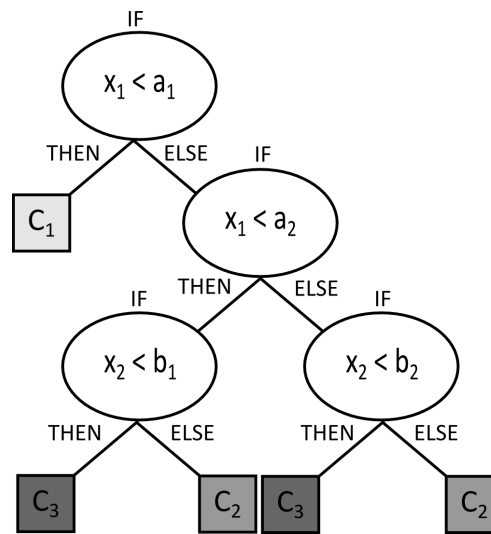 IF
x₁ < a₁
THEN ELSE
IF
C₁
x₁ < a₂
THEN ELSE
IF IF
x₂ < b₁ x₂ < b₂
THEN ELSE THEN ELSE
C₃ C₂ C₃ C₂